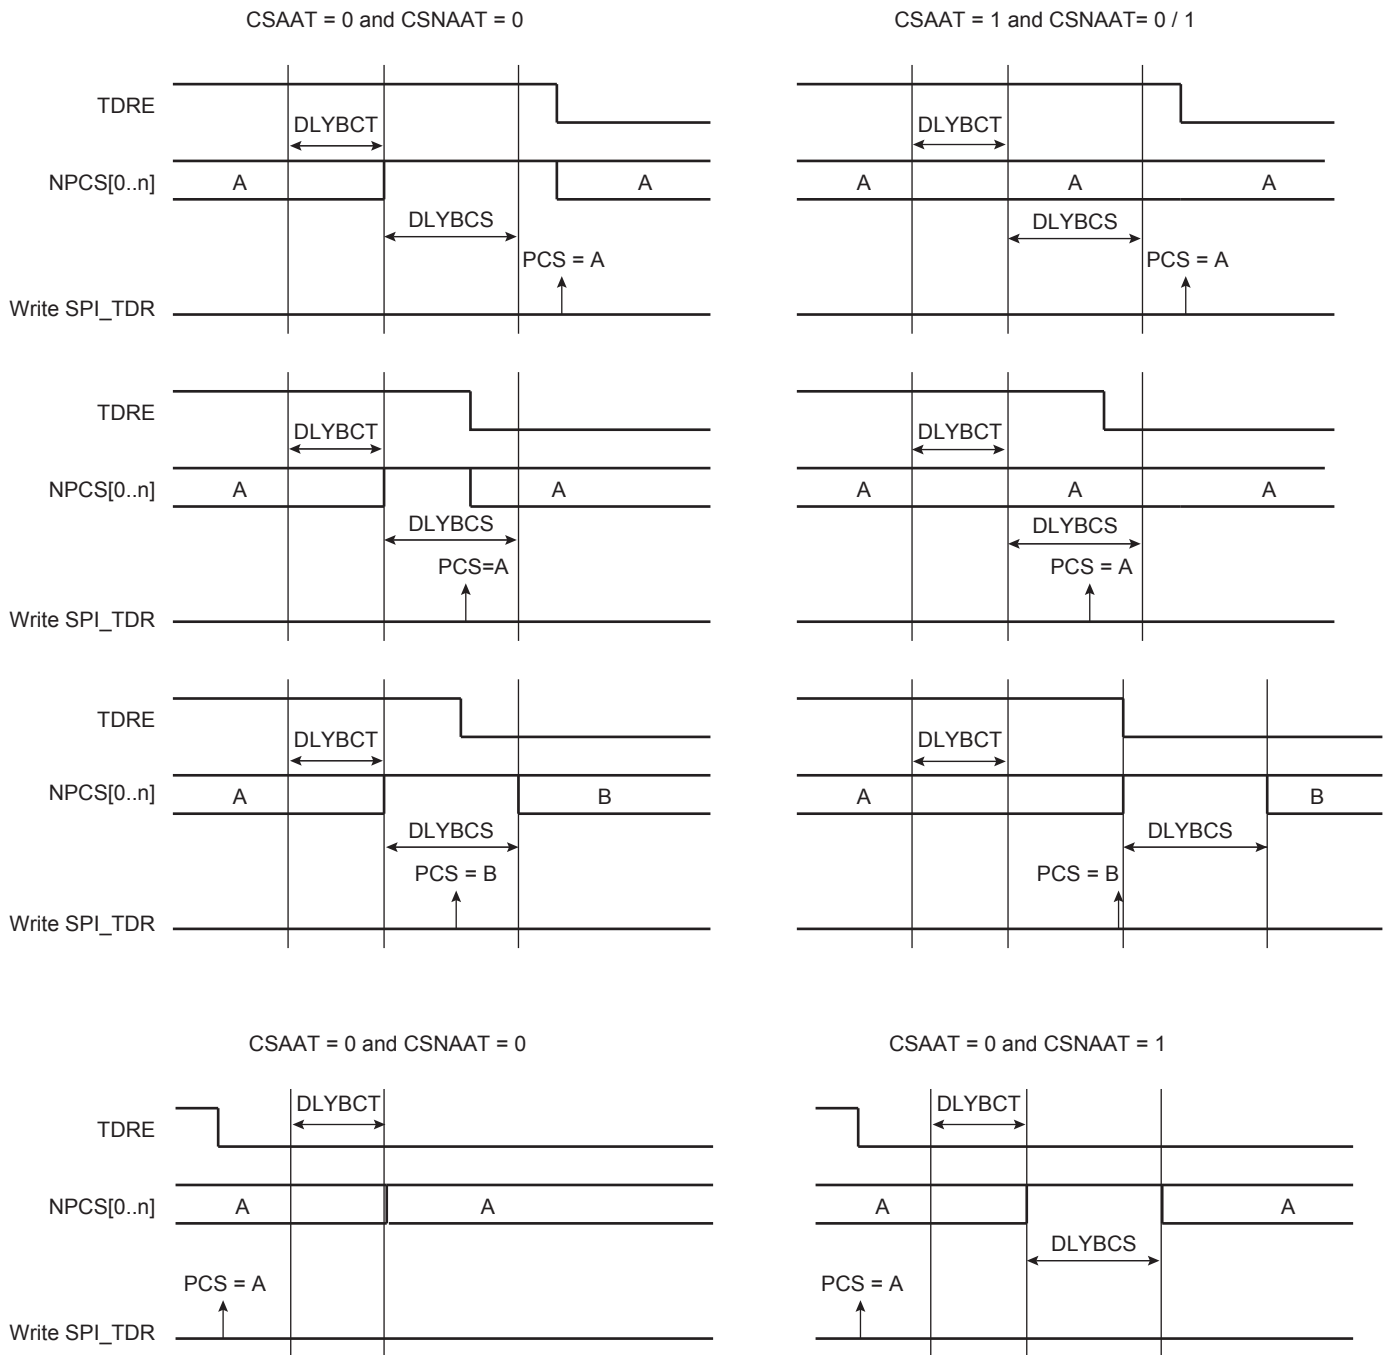 CSAAT = 0 and CSNAAT = 0
CSAAT = 1 and CSNAAT= 0 / 1
TDRE
DLYBCT
DLYBCT
NPCS[0..n]
A
A
A
A
A
DLYBCS
DLYBCS
PCS = A
PCS = A
Write SPI_TDR
TDRE
DLYBCT
DLYBCT
NPCS[0..n]
A
A
A
A
A
DLYBCS
DLYBCS
PCS=A
PCS = A
Write SPI_TDR
TDRE
DLYBCT
DLYBCT
NPCS[0..n]
A
B
A
B
DLYBCS
DLYBCS
PCS = B
PCS = B
Write SPI_TDR
CSAAT = 0 and CSNAAT = 0
CSAAT = 0 and CSNAAT = 1
DLYBCT
DLYBCT
TDRE
NPCS[0..n]
A
A
A
A
DLYBCS
PCS = A
PCS = A
Write SPI_TDR